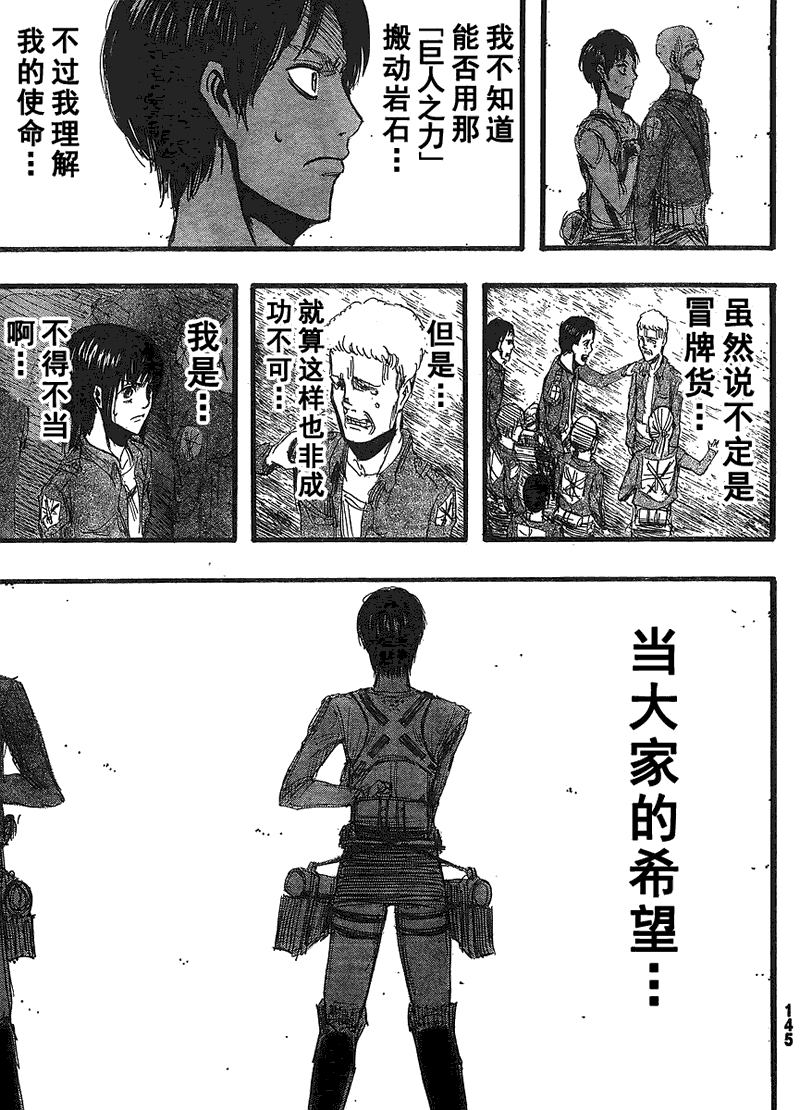 我不知道
能否用那
「巨人之力」
搬动岩石…
不过我理解
我的使命…
虽然说不定是
冒牌货…
但是…
就算这样也非成
功不可…
我是…
不得不当
啊…
当大家的希望…
145